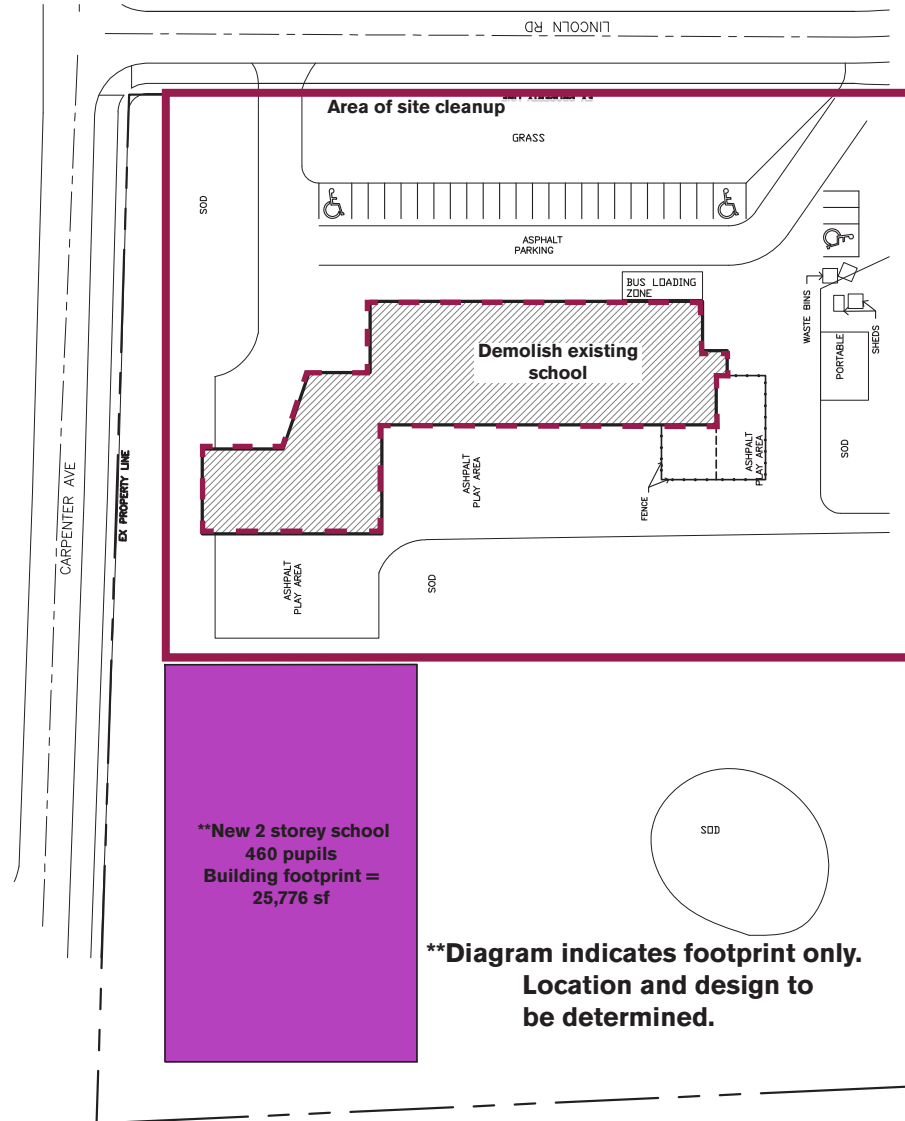 LINCOLN RD
Area of site cleanup
GRASS
SOD
ASPHALT
PARKING
BUS LOADING
ZONE
WASTE BINS
SHEDS
PORTABLE
Demolish existing
school
CARPENTER AVE
EX PROPERTY LINE
ASHPALT
PLAY AREA
FENCE
ASHPALT
PLAY AREA
SOD
ASHPALT
PLAY AREA
SOD
**New 2 storey school
460 pupils
Building footprint =
25,776 sf
SOD
**Diagram indicates footprint only.
Location and design to
be determined.